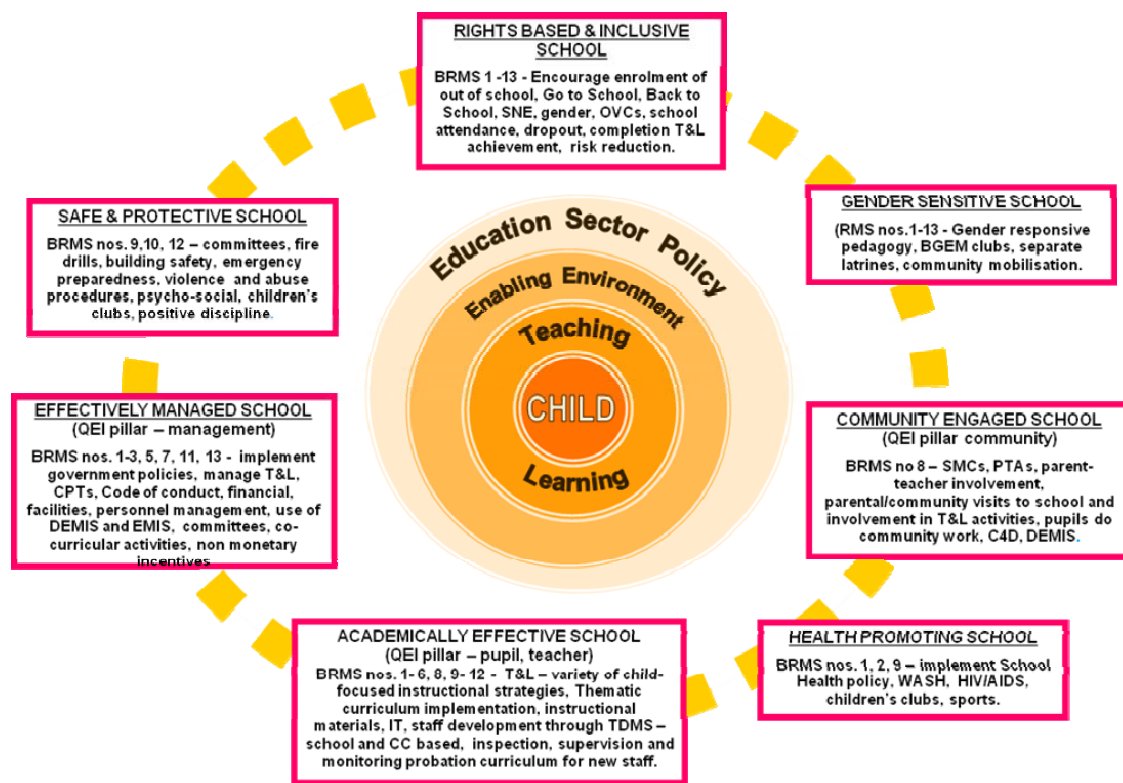 RIGHTS BASED & INCLUSIVE
SCHOOL
BRMS 1 -13 - Encourage enrolment of
out of school, Go to School, Back to
School, SNE, gender, OVCs, school
attendance, dropout, completion T&L
achievement, risk reduction.
GENDER SENSITIVE SCHOOL
(RMS nos.1-13 - Gender responsive
pedagogy, BGEM clubs, separate
latrines, community mobilisation.
COMMUNITY ENGAGED SCHOOL
(QEI pillar community)
BRMS no 8 – SMCs, PTAs, parent-
teacher involvement,
parental/community visits to school and
involvement in T&L activities, pupils do
community work, C4D, DEMIS.
HEALTH PROMOTING SCHOOL
BRMS nos. 1, 2, 9 – implement School
Health policy, WASH, HIV/AIDS,
children's clubs, sports.
ACADEMICALLY EFFECTIVE SCHOOL
(QEI pillar – pupil, teacher)
BRMS nos. 1- 6, 8, 9- 12 - T&L – variety of child-
focused instructional strategies, Thematic
curriculum implementation, instructional
materials, IT, staff development through TDMS –
school and CC based, inspection, supervision and
monitoring probation curriculum for new staff.
EFFECTIVELY MANAGED SCHOOL
(QEI pillar – management)
BRMS nos. 1-3, 5, 7, 11, 13 - implement
government policies, manage T&L,
CPTs, Code of conduct, financial,
facilities, personnel management, use of
DEMIS and EMIS, committees, co-
curricular activities, non monetary
incentives
SAFE & PROTECTIVE SCHOOL
BRMS nos. 9,10, 12 – committees, fire
drills, building safety, emergency
preparedness, violence and abuse
procedures, psycho-social, children's
clubs, positive discipline.
Education Sector Policy
Enabling Environment
Teaching
CHILD
Learning